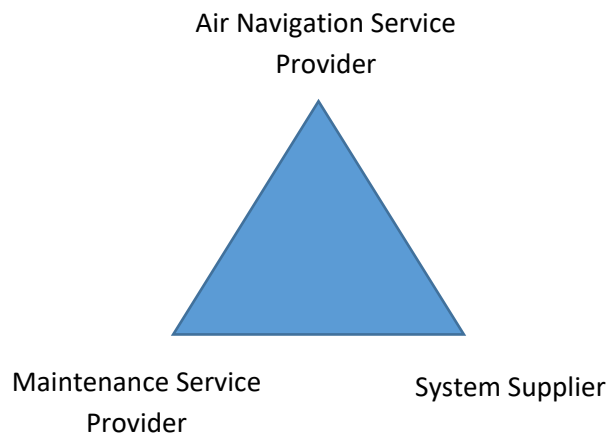 Air Navigation Service
Provider
Maintenance Service
Provider
System Supplier